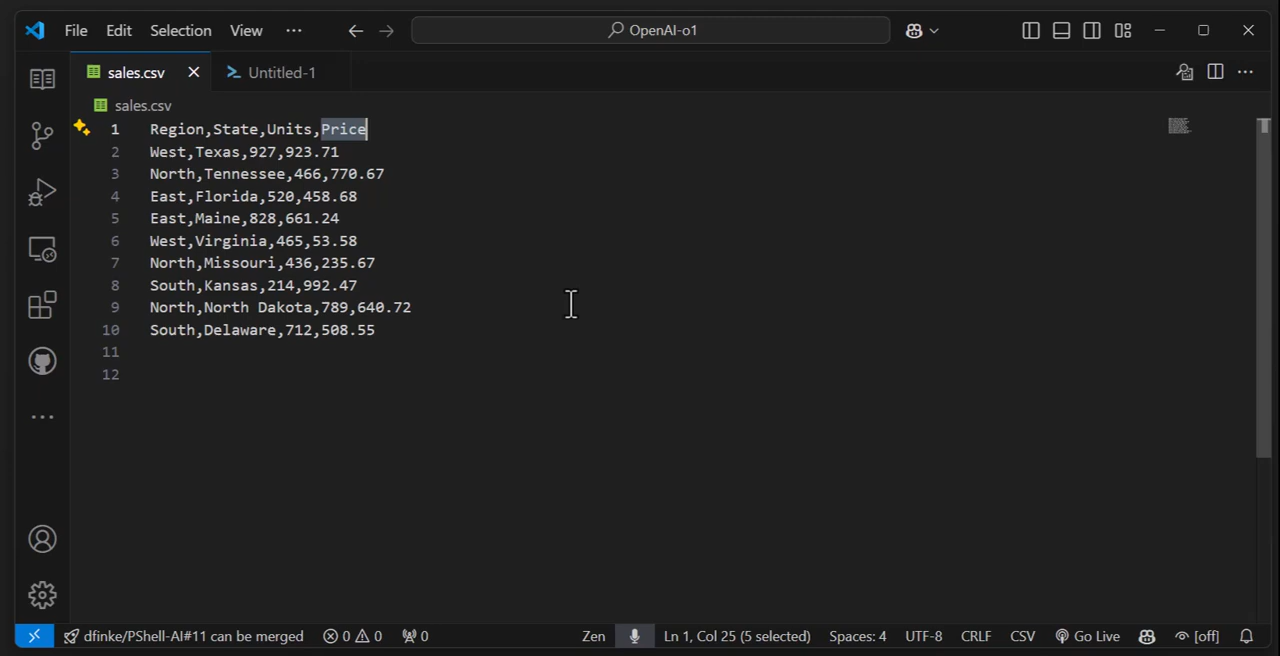 File Edit Selection View ··· OpenAI-o1
sales.csv Untitled-1
sales.csv
1 Region,State,Units,Price
2 West,Texas,927,923.71
3 North,Tennessee,466,770.67
4 East,Florida,520,458.68
5 East,Maine,828,661.24
6 West,Virginia,465,53.58
7 North,Missouri,436,235.67
8 South,Kansas,214,992.47
9 North,North Dakota,789,640.72
10 South,Delaware,712,508.55
11
12
dfinke/PShell-AI#11 can be merged 0 0 0 Zen Ln 1, Col 25 (5 selected) Spaces: 4 UTF-8 CRLF CSV Go Live [off]